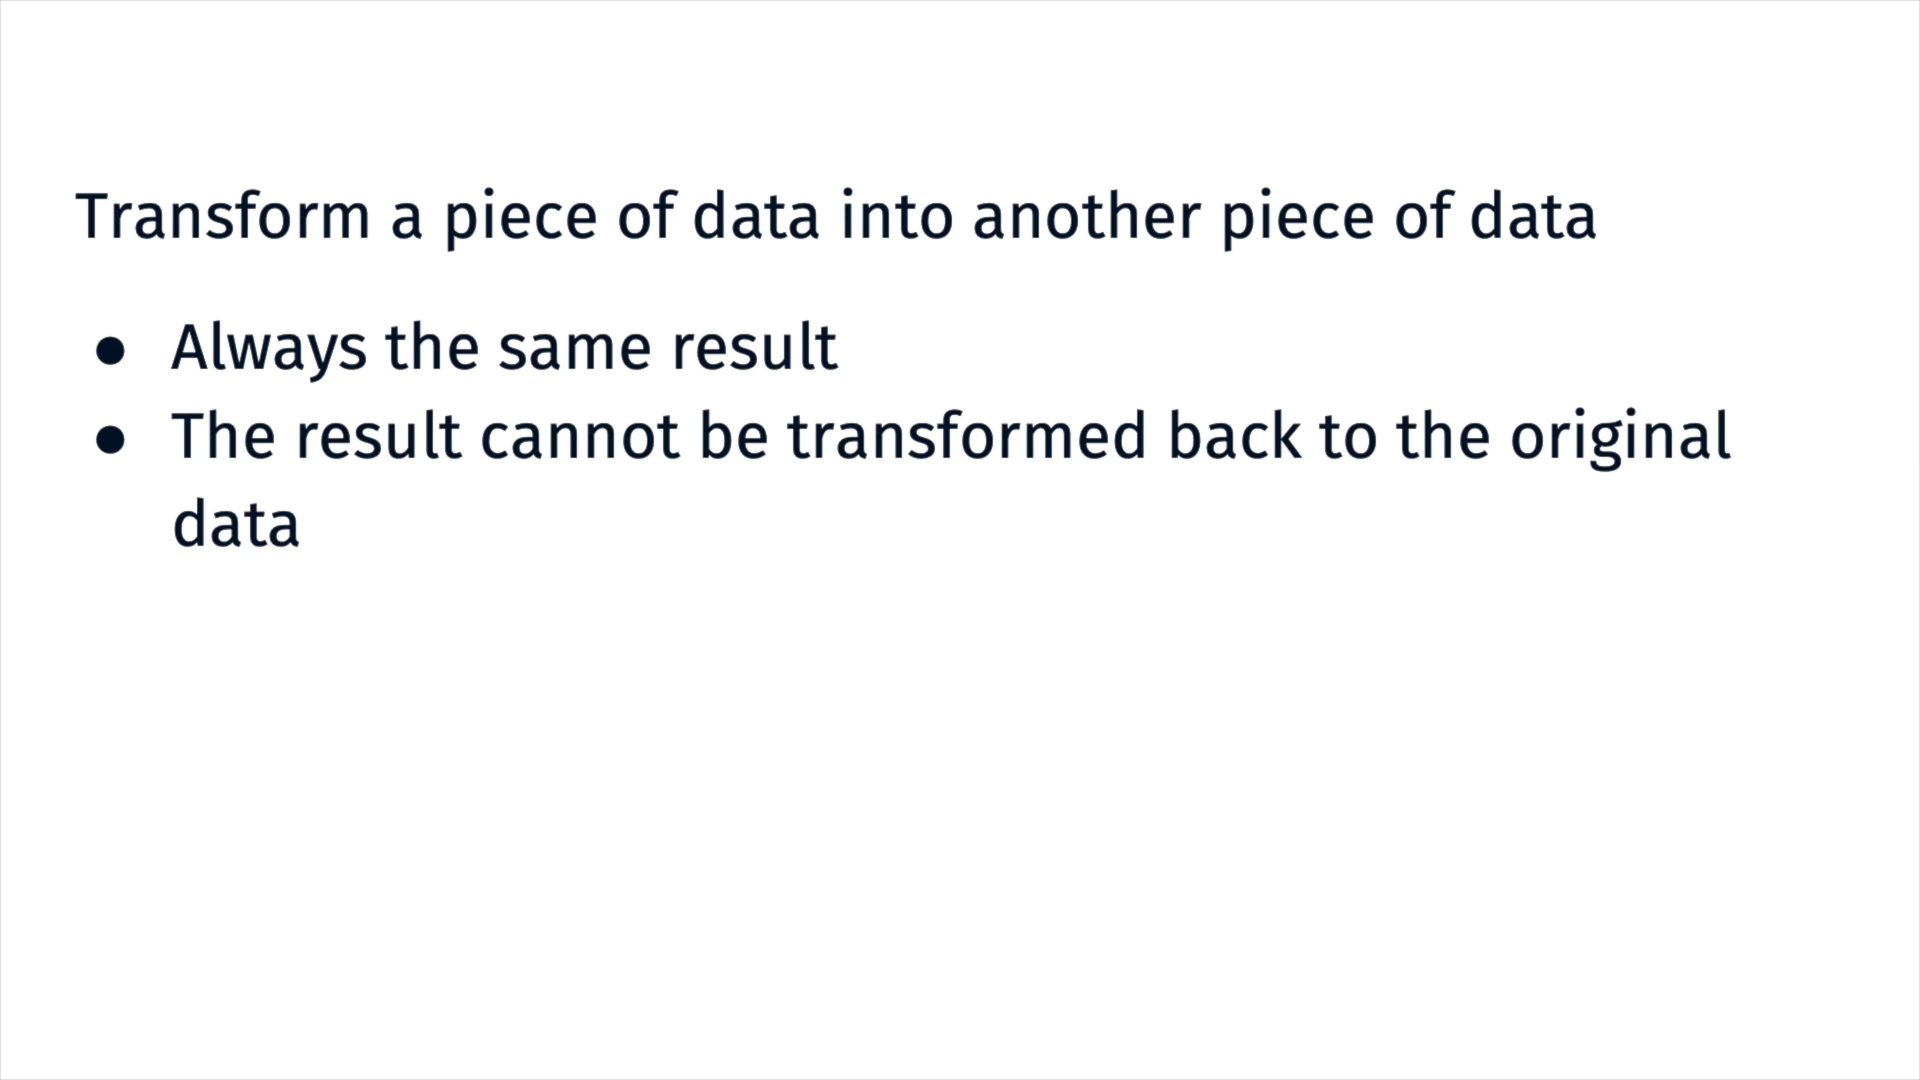 Transform a piece of data into another piece of data
● Always the same result
● The result cannot be transformed back to the original
data